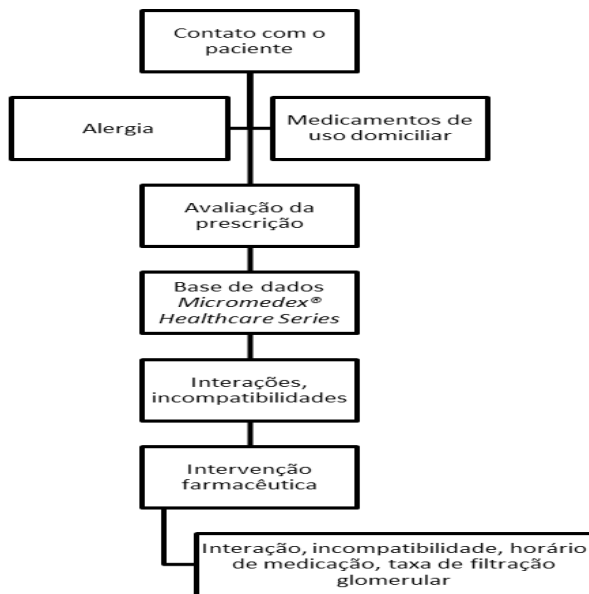 Contato com o
paciente
Alergia
Medicamentos de
uso domiciliar
Avaliação da
prescrição
Base de dados
Micromedex®
Healthcare Series
Interações,
incompatibilidades
Intervenção
farmacêutica
Interação, incompatibilidade, horário
de medicação, taxa de filtração
glomerular